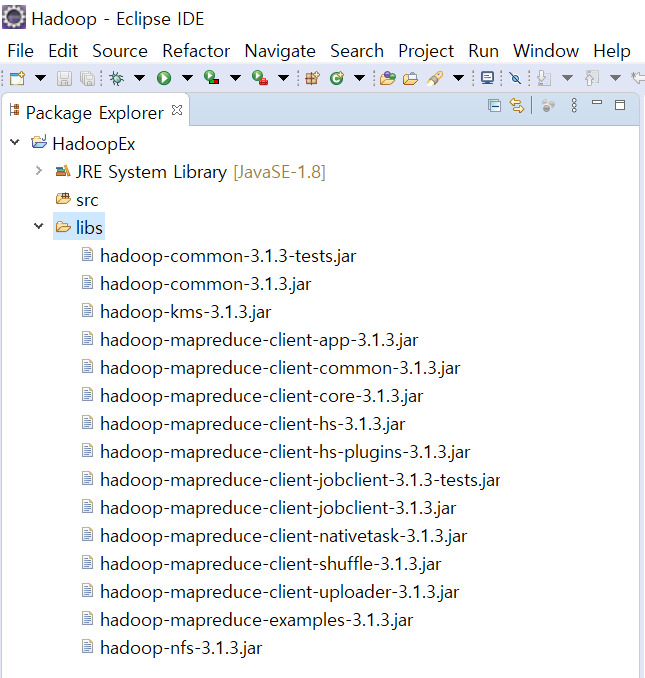 Hadoop - Eclipse IDE
File Edit Source Refactor Navigate Search Project Run Window Help
Package Explorer
HadoopEx
JRE System Library [JavaSE-1.8]
src
libs
hadoop-common-3.1.3-tests.jar
hadoop-common-3.1.3.jar
hadoop-kms-3.1.3.jar
hadoop-mapreduce-client-app-3.1.3.jar
hadoop-mapreduce-client-common-3.1.3.jar
hadoop-mapreduce-client-core-3.1.3.jar
hadoop-mapreduce-client-hs-3.1.3.jar
hadoop-mapreduce-client-hs-plugins-3.1.3.jar
hadoop-mapreduce-client-jobclient-3.1.3-tests.jar
hadoop-mapreduce-client-jobclient-3.1.3.jar
hadoop-mapreduce-client-nativetask-3.1.3.jar
hadoop-mapreduce-client-shuffle-3.1.3.jar
hadoop-mapreduce-client-uploader-3.1.3.jar
hadoop-mapreduce-examples-3.1.3.jar
hadoop-nfs-3.1.3.jar